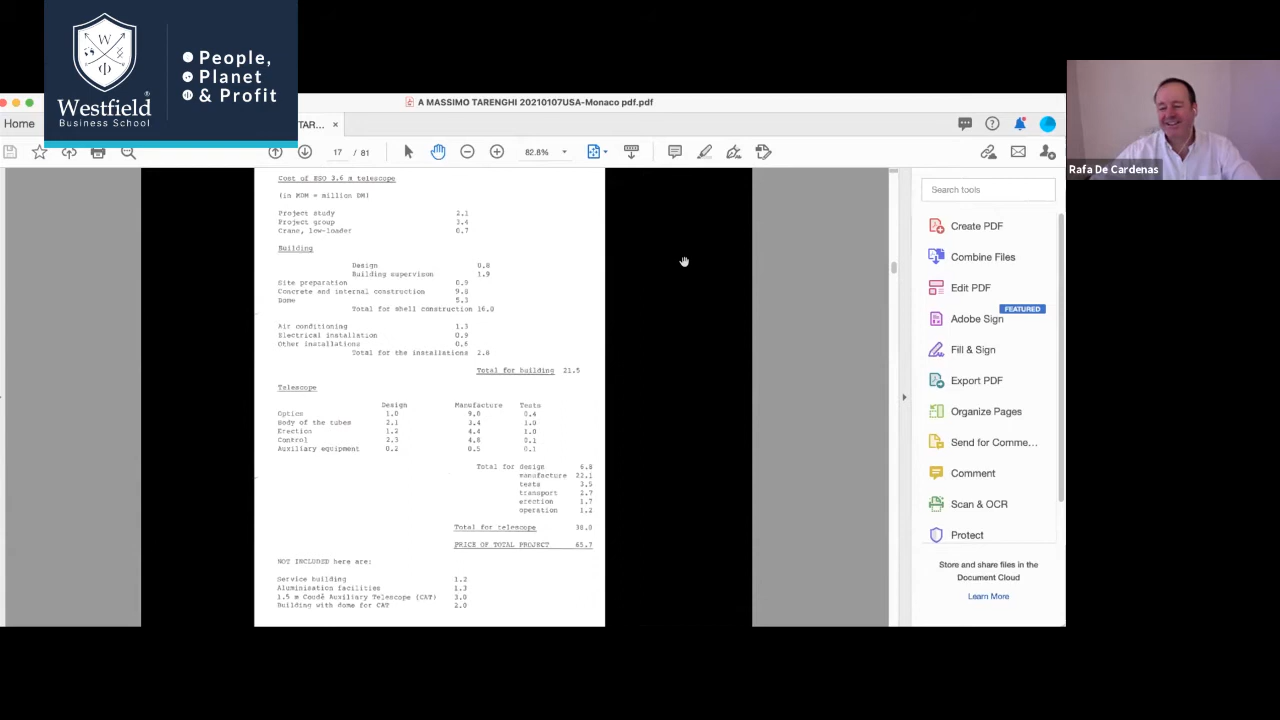 People,
Planet
& Profit
Westfield
Business School
A MASSIMO TARENGHI 20210107USA-Monaco pdf.pdf
Home
TAR...
×
17 / 81
82.8%
Rafa De Cardenas
Cost of ESO 3.6 m telescope
(in MDM = million DM)
Project study 2.1
Project group 3.4
Crane, low-loader 0.7
Building
Design 0.8
Building supervison 1.9
Site preparation 0.9
Concrete and internal construction 9.8
Dome 5.3
Total for shell construction 16.0
Air conditioning 1.3
Electrical installation 0.9
Other installations 0.6
Total for the installations 2.8
Total for building 21.5
Telescope
Design Manufacture Tests
Optics 1.0 9.0 0.4
Body of the tubes 2.1 3.4 1.0
Erection 1.2 4.4 1.0
Control 2.3 4.8 0.1
Auxiliary equipment 0.2 0.5 0.1
Total for design 6.8
manufacture 22.1
tests 3.5
transport 2.7
erection 1.7
operation 1.2
Total for telescope 38.0
PRICE OF TOTAL PROJECT 65.7
NOT INCLUDED here are:
Service building 1.2
Aluminisation facilities 1.3
1.5 m Coudé Auxiliary Telescope (CAT) 3.0
Building with dome for CAT 2.0
Search tools
Create PDF
Combine Files
Edit PDF
FEATURED
Adobe Sign
Fill & Sign
Export PDF
Organize Pages
Send for Comme...
Comment
Scan & OCR
Protect
Store and share files in the
Document Cloud
Learn More